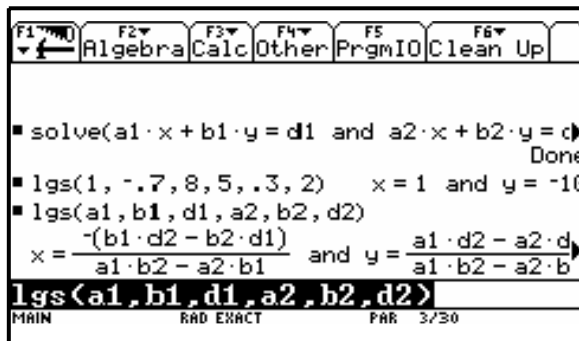 F1 F2 F3 F4 F5 F6
Algebra Calc Other PrgmIO Clean Up
▪ solve(a1·x + b1·y = d1 and a2·x + b2·y = 
Done
▪ lgs(1, ⁻.7, 8, 5, .3, 2) x = 1 and y = ⁻10
▪ lgs(a1, b1, d1, a2, b2, d2)
x = ⁻(b1·d2 − b2·d1) / a1·b2 − a2·b1 and y = a1·d2 − a2·d / a1·b2 − a2·b
lgs(a1,b1,d1,a2,b2,d2)
MAIN RAD EXACT PAR 3/30